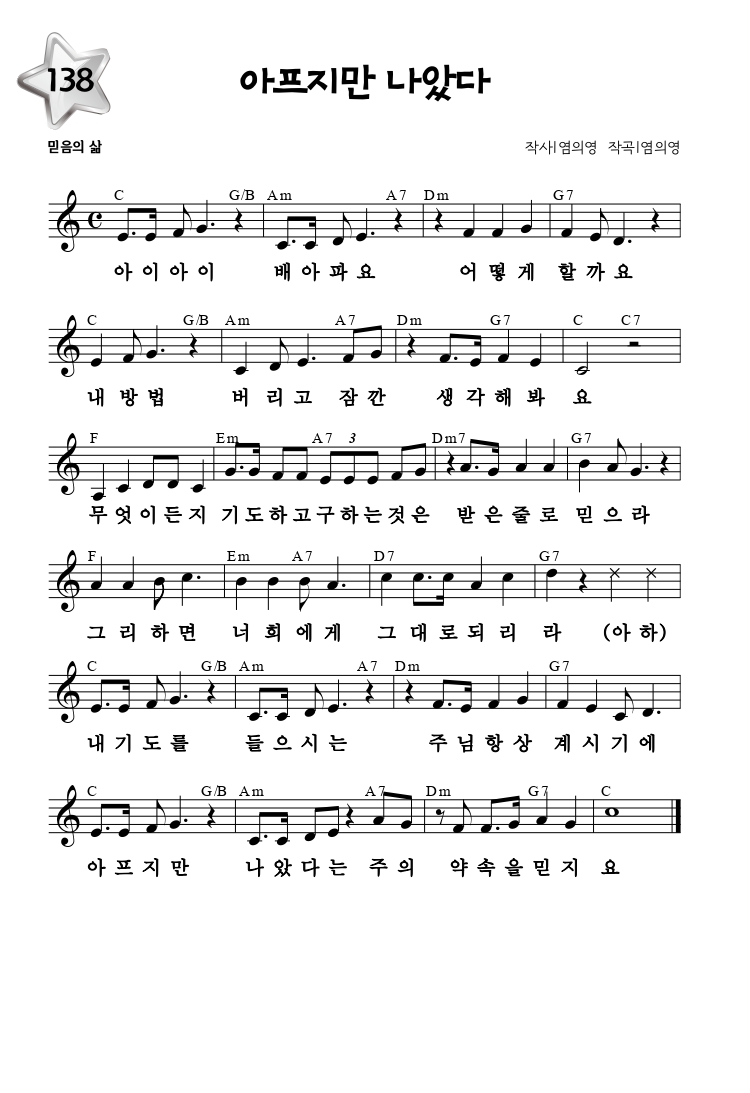 138
아프지만 나았다
믿음의 삶
작사|염의영 작곡|염의영
C G/B Am A7 Dm G7
아 이 아 이 배 아 파 요 어 떻 게 할 까 요
C G/B Am A7 Dm G7 C C7
내 방 법 버 리 고 잠 깐 생 각 해 봐 요
F Em A7 3 Dm7 G7
무 엇 이 든 지 기 도 하 고 구 하 는 것 은 받 은 줄 로 믿 으 라
F Em A7 D7 G7
그 리 하 면 너 희 에 게 그 대 로 되 리 라 (아 하)
C G/B Am A7 Dm G7
내 기 도 를 들 으 시 는 주 님 항 상 계 시 기 에
C G/B Am A7 Dm G7 C
아 프 지 만 나 았 다 는 주 의 약 속 을 믿 지 요